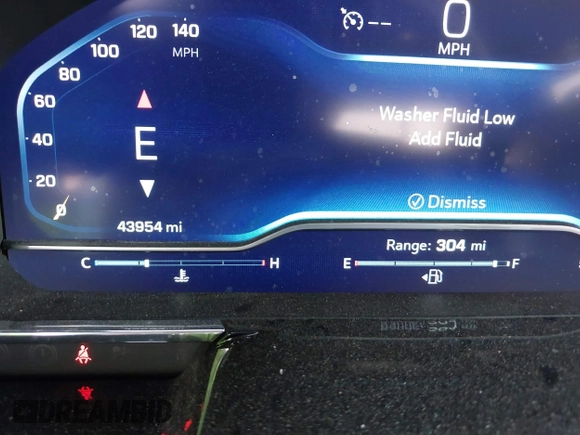 120 140
100 MPH
80
60
40
20
0
E
43954 mi
C H
-- 0
MPH
Washer Fluid Low
Add Fluid
Dismiss
Range: 304 mi
E F
DREAMBID